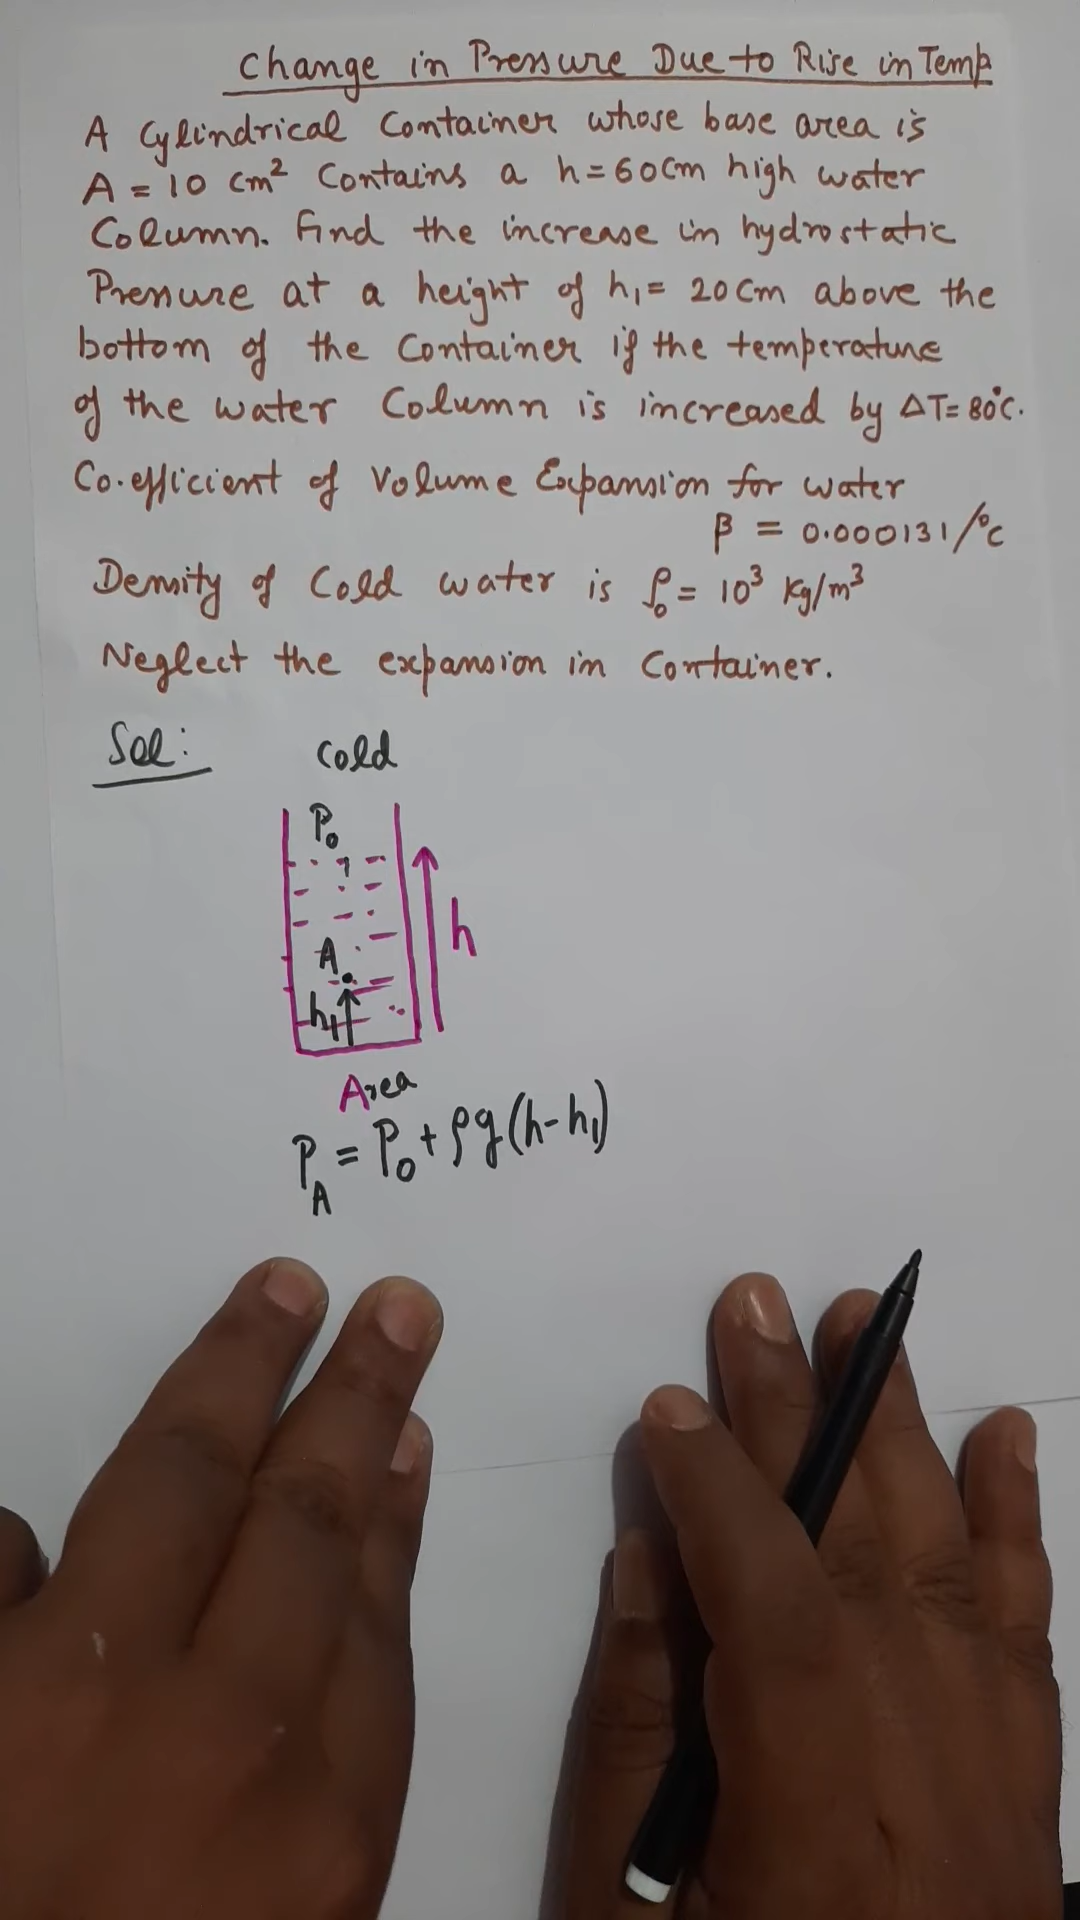 Change in Pressure Due to Rise in Temp
A Cylindrical Container whose base area is
A = 10 cm² Contains a h=60cm high water
Column. Find the increase in hydrostatic
Pressure at a height of h₁= 20cm above the
bottom of the Container if the temperature
of the water Column is increased by ΔT= 80°C.
Co.efficient of Volume Expansion for water
β = 0.000131/°C
Density of Cold water is ρ₀= 10³ Kg/m³
Neglect the expansion in Container.
Sol:
Cold
P₀
h
A
h₁
Area
P_A = P₀ + ρg(h-h₁)